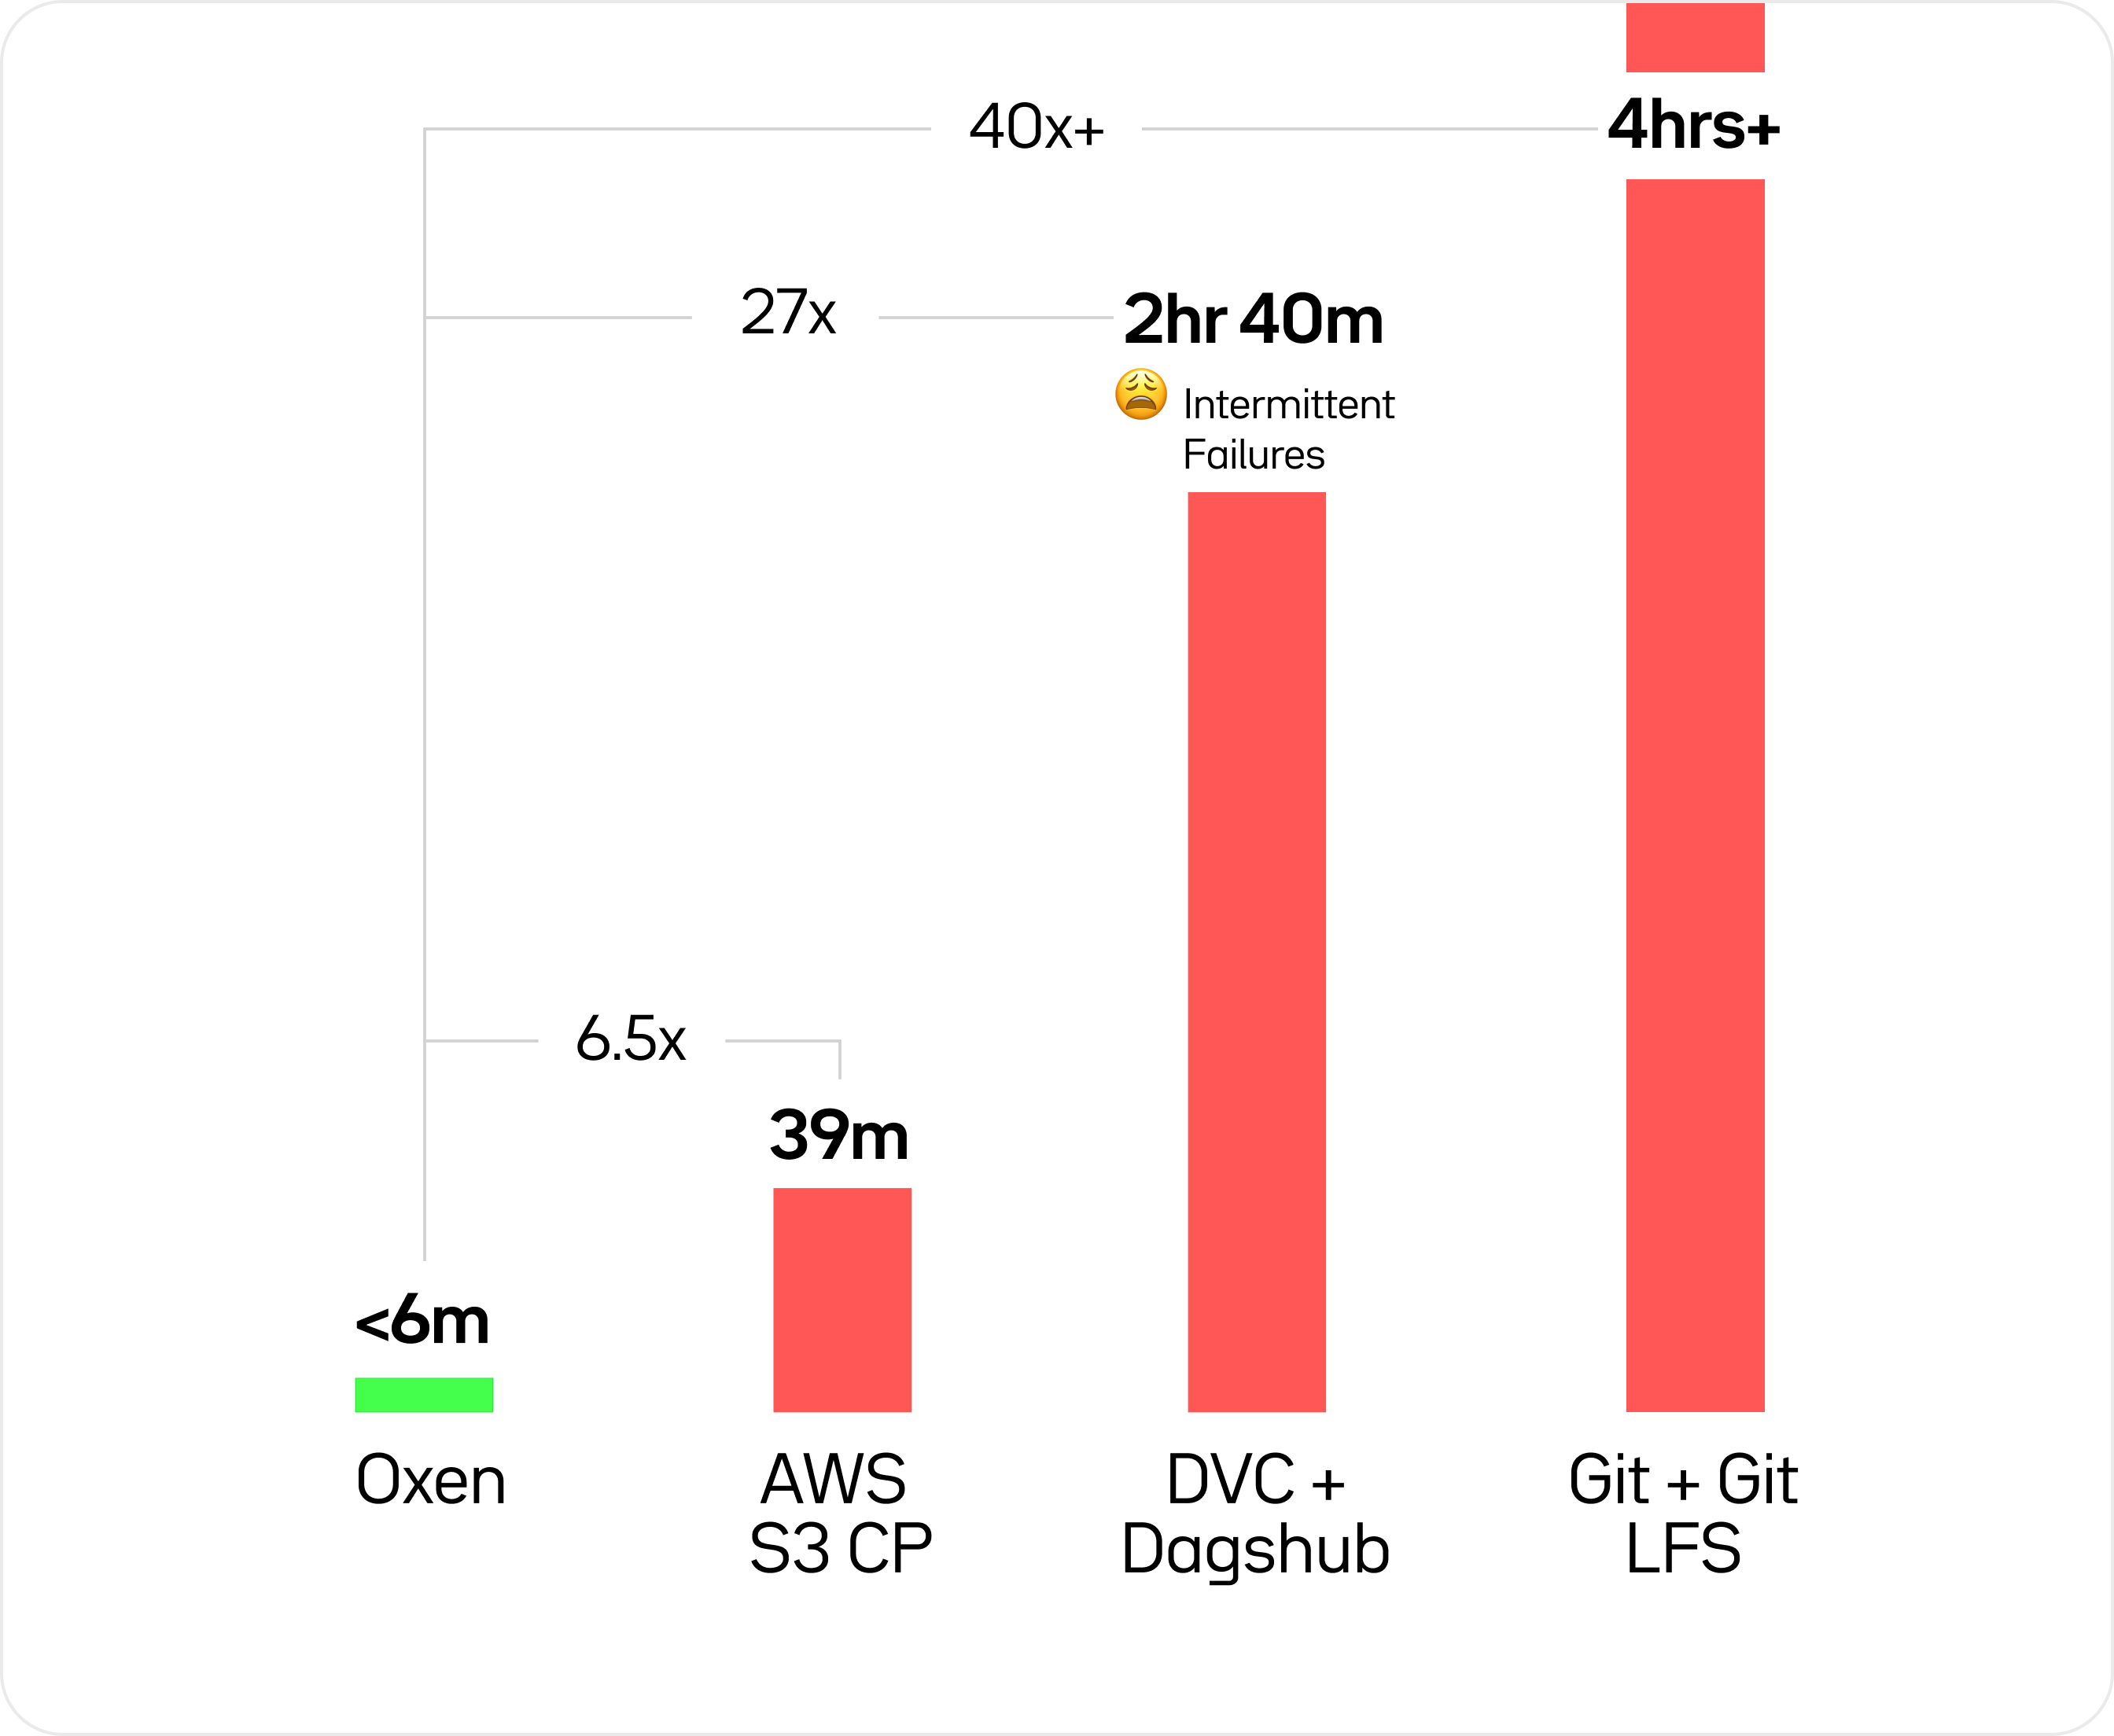 40x+
4hrs+
27x
2hr 40m
Intermittent
Failures
6.5x
39m
<6m
Oxen
AWS
S3 CP
DVC +
Dagshub
Git + Git
LFS